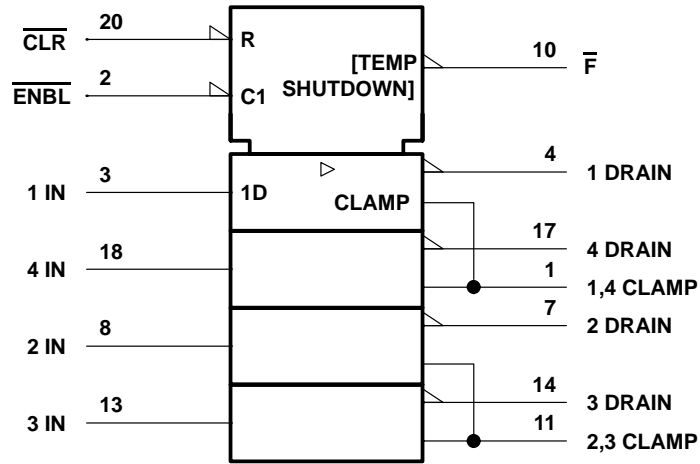 20
CLR
R
2
ENBL
C1
[TEMP
SHUTDOWN]
10
F
3
1 IN
1D
CLAMP
4
1 DRAIN
18
4 IN
17
4 DRAIN
1
1,4 CLAMP
8
2 IN
7
2 DRAIN
13
3 IN
14
3 DRAIN
11
2,3 CLAMP